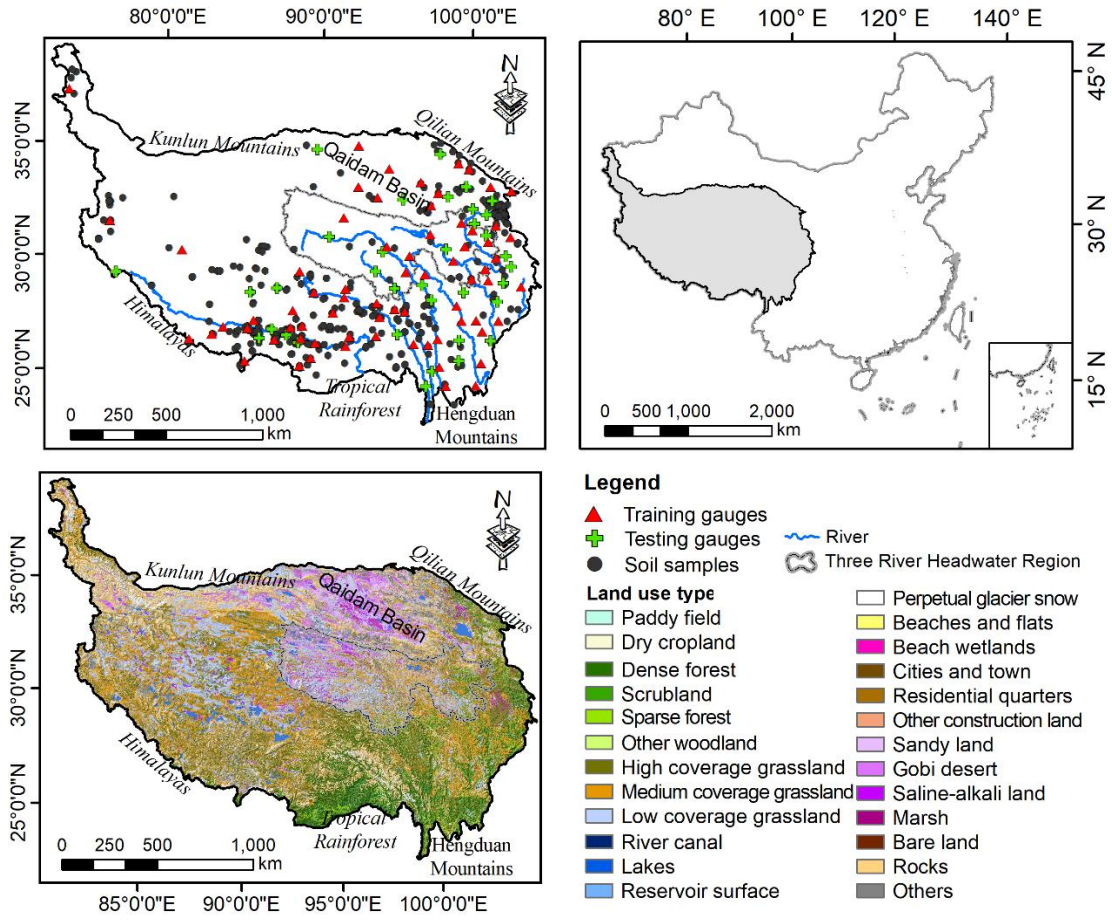 80°0'0"E 90°0'0"E 100°0'0"E
80° 100° 120° 140°
N
Kunlun Mountains
Qilian Mountains
Qaidam Basin
Himalayas
Tropical
Rainforest
Hengduan
Mountains
35°0'0"N
30°0'0"N
25°0'0"N
0 250 500 1,000
km
45°N
30°N
15°N
0 500 1,000 2,000
km
N
Kunlun Mountains
Qilian Mountains
Qaidam Basin
Himalayas
ropical
Rainforest
Hengduan
Mountains
35°0'0"N
30°0'0"N
25°0'0"N
0 250 500 1,000
km
85°0'0"E 90°0'0"E 95°0'0"E 100°0'0"E
Legend
Training gauges
Testing gauges
Soil samples
River
Three River Headwater Region
Land use type
Paddy field
Dry cropland
Dense forest
Scrubland
Sparse forest
Other woodland
High coverage grassland
Medium coverage grassland
Low coverage grassland
River canal
Lakes
Reservoir surface
Perpetual glacier snow
Beaches and flats
Beach wetlands
Cities and town
Residential quarters
Other construction land
Sandy land
Gobi desert
Saline-alkali land
Marsh
Bare land
Rocks
Others